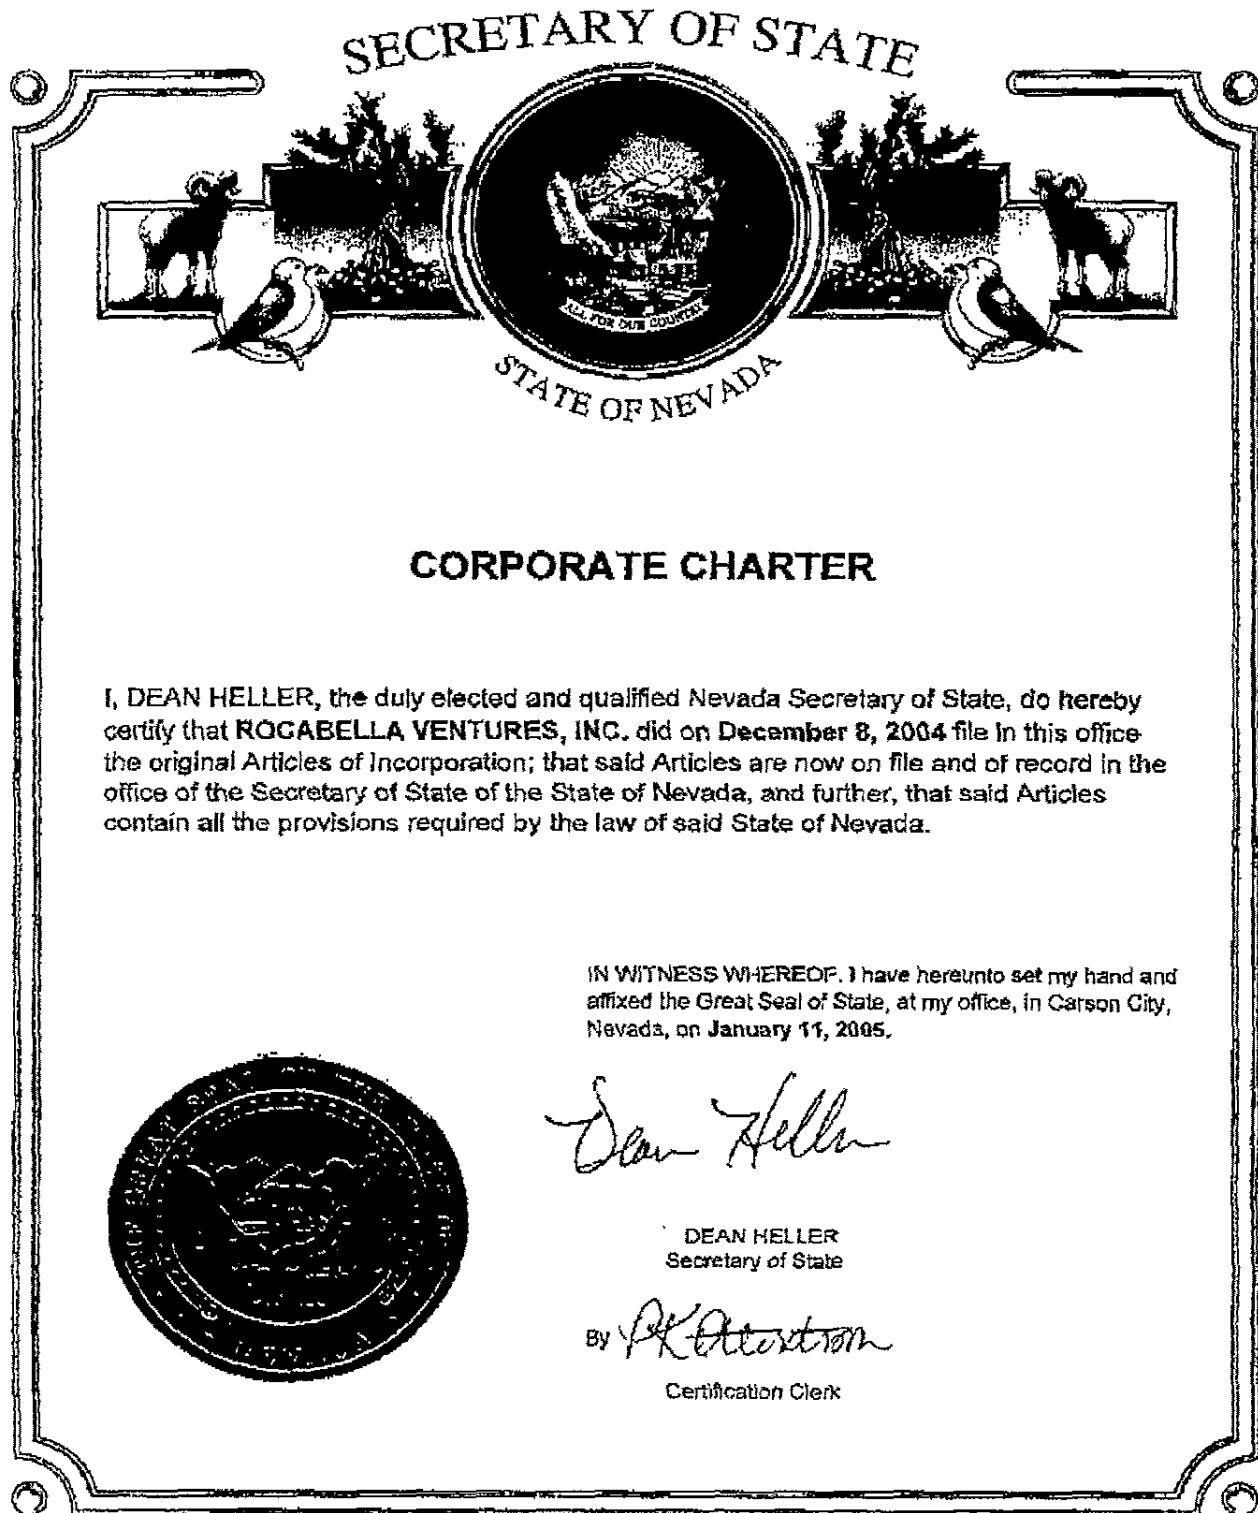 SECRETARY OF STATE
ALL FOR OUR COUNTRY
STATE OF NEVADA
CORPORATE CHARTER
I, DEAN HELLER, the duly elected and qualified Nevada Secretary of State, do hereby
certify that ROCABELLA VENTURES, INC. did on December 8, 2004 file in this office
the original Articles of Incorporation; that said Articles are now on file and of record in the
office of the Secretary of State of the State of Nevada, and further, that said Articles
contain all the provisions required by the law of said State of Nevada.
IN WITNESS WHEREOF, I have hereunto set my hand and
affixed the Great Seal of State, at my office, in Carson City,
Nevada, on January 11, 2005.
Dean Heller
DEAN HELLER
Secretary of State
By
Certification Clerk